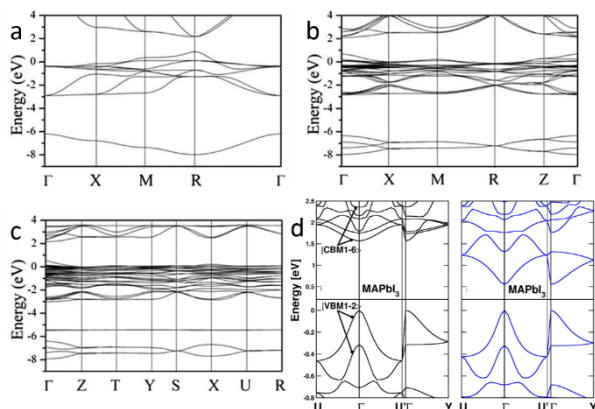 a
Energy (eV)
4
2
0
-2
-4
-6
-8
Γ X M R Γ
b
Energy (eV)
4
2
0
-2
-4
-6
-8
Γ X M R Z Γ
c
Energy (eV)
4
2
0
-2
-4
-6
-8
Γ Z T Y S X U R
d
Energy [eV]
2.5
2.0
1.5
1.0
0.5
0.0
-0.2
-0.4
-0.6
-0.8
|CBM1-6>
MAPbI3
|VBM1-2>
U Γ U' Γ Y
MAPbI3
U Γ U' Γ Y